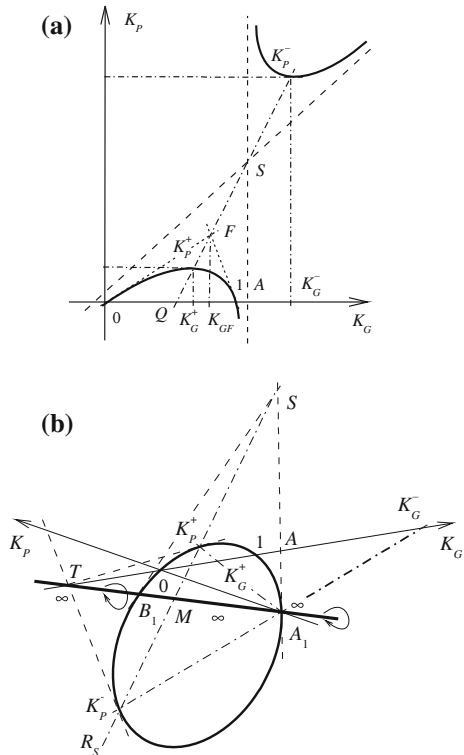 (a)
K_P
K_P^-
S
K_P^+
F
1
A
K_G^-
0
Q
K_G^+
K_GF
K_G
(b)
S
K_G^-
K_P^+
1
A
K_P
K_G
T
K_G^+
0
∞
B_1
M
∞
∞
A_1
K_P^-
R_S